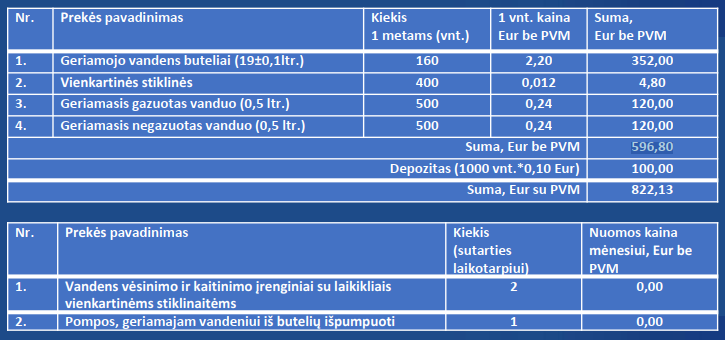 Nr. Prekės pavadinimas Kiekis 1 metams (vnt.) 1 vnt. kaina Eur be PVM Suma, Eur be PVM
1. Geriamojo vandens buteliai (19±0,1ltr.) 160 2,20 352,00
2. Vienkartinės stiklinės 400 0,012 4,80
3. Geriamasis gazuotas vanduo (0,5 ltr.) 500 0,24 120,00
4. Geriamasis negazuotas vanduo (0,5 ltr.) 500 0,24 120,00
Suma, Eur be PVM 596,80
Depozitas (1000 vnt.*0,10 Eur) 100,00
Suma, Eur su PVM 822,13
Nr. Prekės pavadinimas Kiekis (sutarties laikotarpiui) Nuomos kaina mėnesiui, Eur be PVM
1. Vandens vėsinimo ir kaitinimo įrenginiai su laikikliais vienkartinėms stiklinaitėms 2 0,00
2. Pompos, geriamajam vandeniui iš butelių išpumpuoti 1 0,00